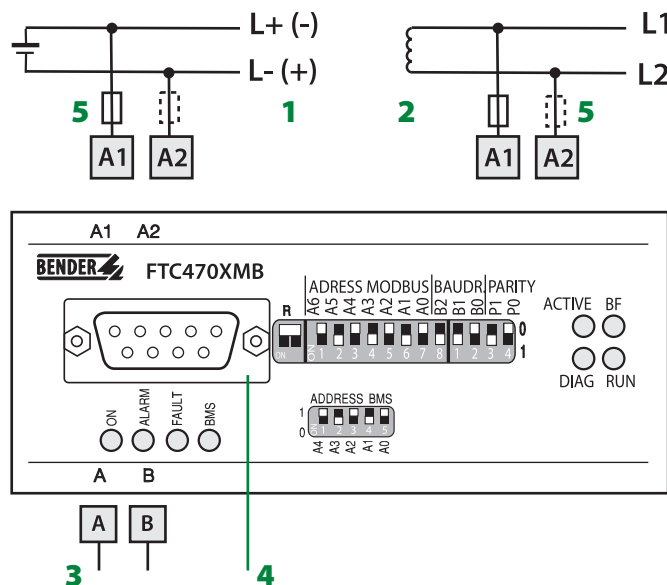 L+ (-)
L1
L- (+)
L2
5
1
2
5
A1
A2
A1
A2
A1 A2
BENDER
FTC470XMB
ADRESS MODBUS BAUDR. PARITY
R
A6 A5 A4 A3 A2 A1 A0 B2 B1 B0 P1 P0
0
ON
ON 1 2 3 4 5 6 7 8 1 2 3 4
1
ACTIVE BF
DIAG RUN
ADDRESS BMS
1
0
ON 1 2 3 4 5
A4 A3 A2 A1 A0
ON ALARM FAULT BMS
A B
A B
3
4